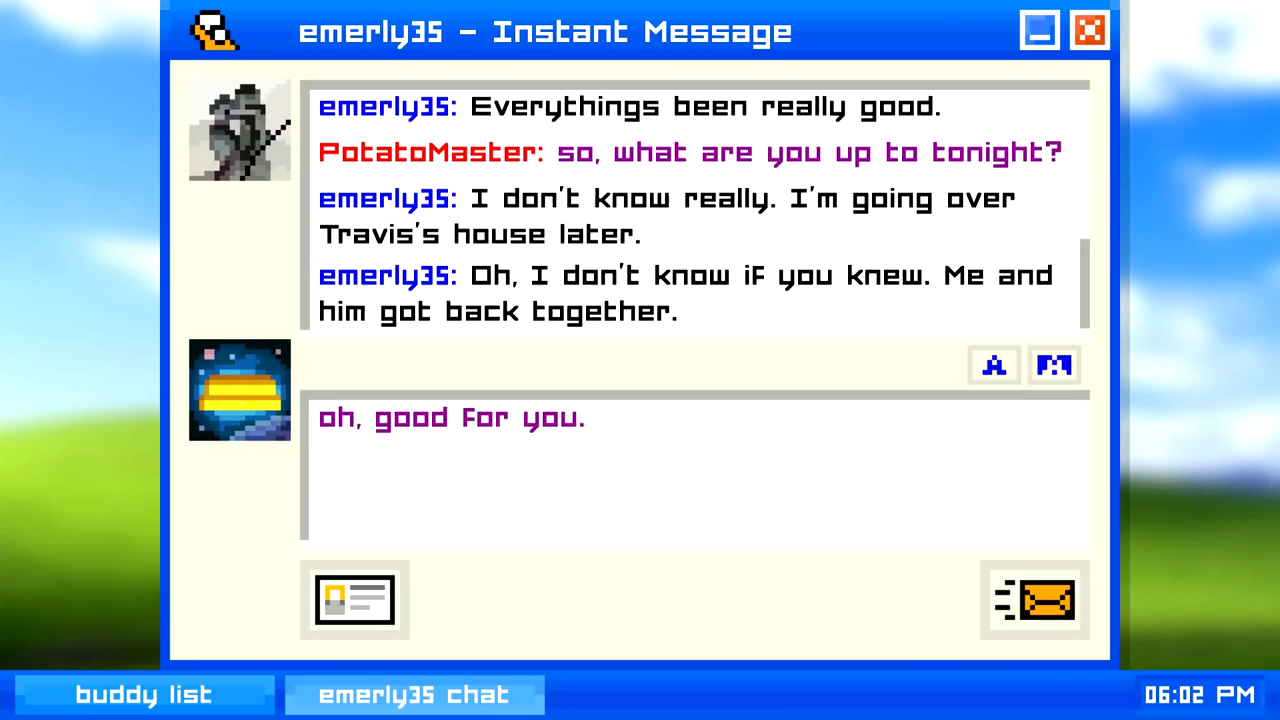 emerly35 - Instant Message
emerly35: Everythings been really good.
PotatoMaster: so, what are you up to tonight?
emerly35: I don't know really. I'm going over
Travis's house later.
emerly35: Oh, I don't know if you knew. Me and
him got back together.
A
oh, good for you.
buddy list
emerly35 chat
06:02 PM